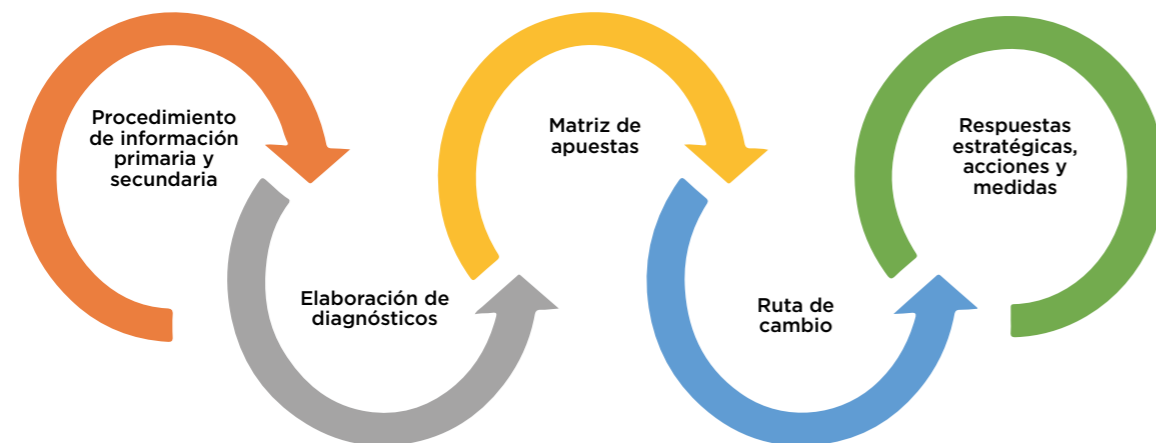 Procedimiento
de información
primaria y
secundaria
Elaboración de
diagnósticos
Matriz de
apuestas
Ruta de
cambio
Respuestas
estratégicas,
acciones y
medidas